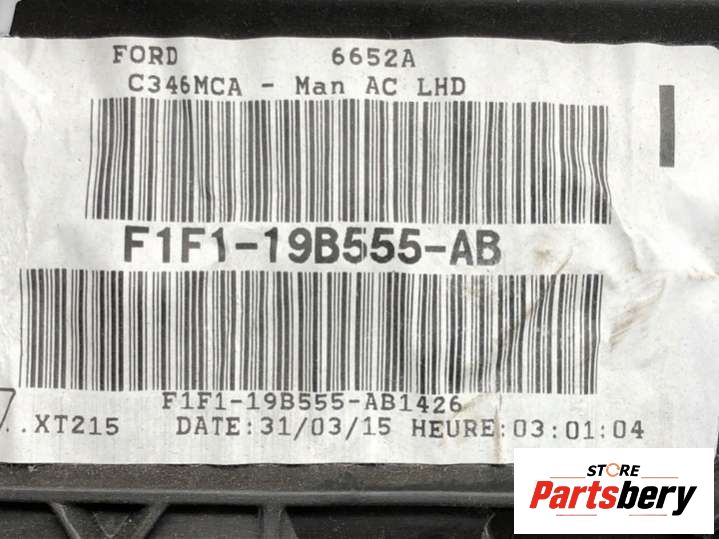 FORD 6652A
C346MCA - Man AC LHD
F1F1-19B555-AB
F1F1-19B555-AB1426
..XT215 DATE:31/03/15 HEURE:03:01:04
STORE
Partsbery